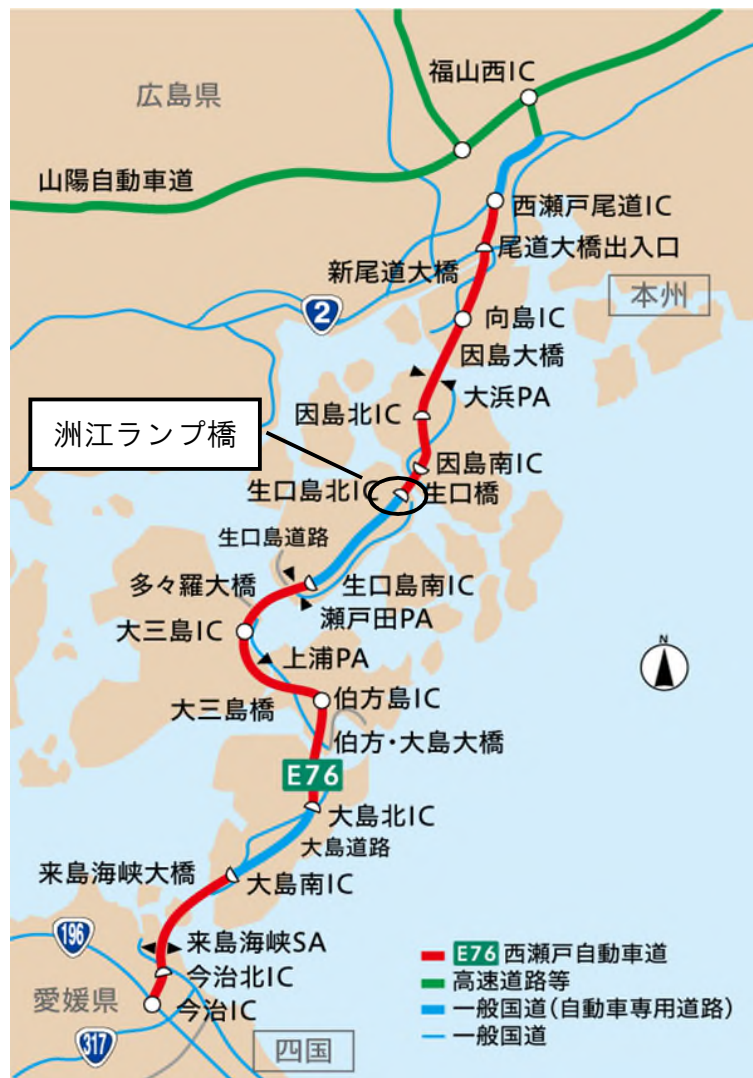 福山西IC
広島県
山陽自動車道
西瀬戸尾道IC
尾道大橋出入口
新尾道大橋
本州
2
向島IC
因島大橋
大浜PA
因島北IC
洲江ランプ橋
因島南IC
生口島北IC
生口橋
生口島道路
多々羅大橋
生口島南IC
瀬戸田PA
大三島IC
上浦PA
N
大三島橋
伯方島IC
伯方・大島大橋
E76
大島北IC
大島道路
来島海峡大橋
大島南IC
196
来島海峡SA
今治北IC
愛媛県
今治IC
317
四国
E76 西瀬戸自動車道
高速道路等
一般国道(自動車専用道路)
一般国道